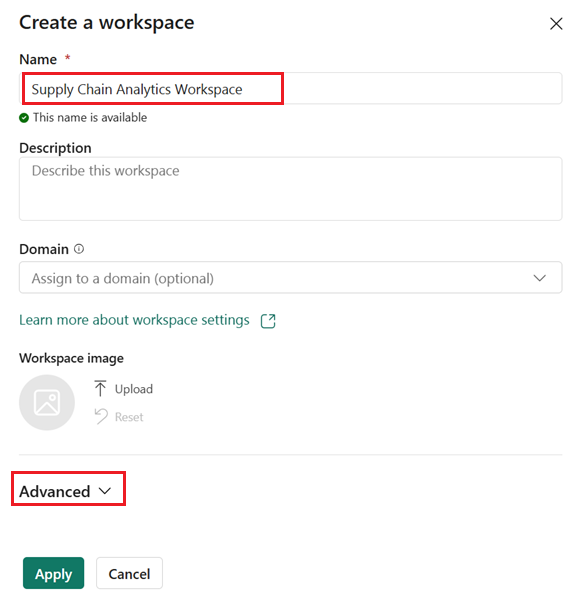 Create a workspace
Name *
Supply Chain Analytics Workspace
This name is available
Description
Describe this workspace
Domain
Assign to a domain (optional)
Learn more about workspace settings
Workspace image
Upload
Reset
Advanced
Apply Cancel